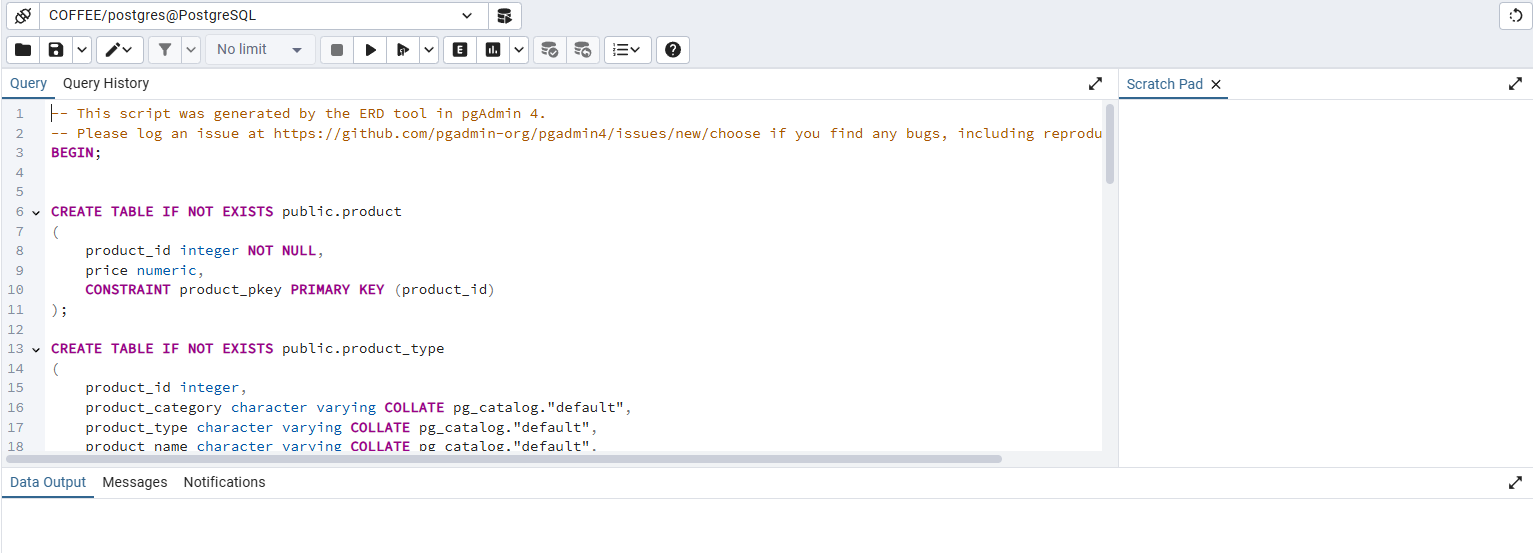 COFFEE/postgres@PostgreSQL
No limit
E
Query Query History
Scratch Pad
1 -- This script was generated by the ERD tool in pgAdmin 4.
2 -- Please log an issue at https://github.com/pgadmin-org/pgadmin4/issues/new/choose if you find any bugs, including reprodu
3 BEGIN;
4
5
6 CREATE TABLE IF NOT EXISTS public.product
7 (
8 product_id integer NOT NULL,
9 price numeric,
10 CONSTRAINT product_pkey PRIMARY KEY (product_id)
11 );
12
13 CREATE TABLE IF NOT EXISTS public.product_type
14 (
15 product_id integer,
16 product_category character varying COLLATE pg_catalog."default",
17 product_type character varying COLLATE pg_catalog."default",
18 product_name character varying COLLATE pg_catalog."default",
Data Output Messages Notifications